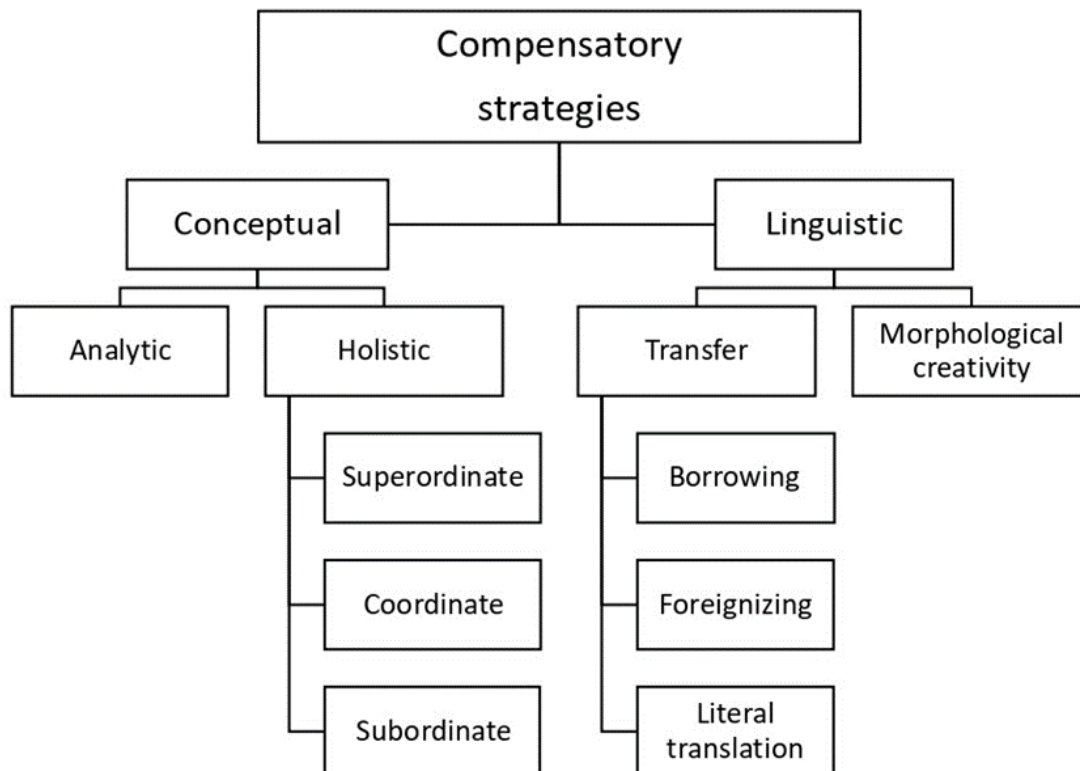 Compensatory
strategies
Conceptual
Linguistic
Analytic
Holistic
Transfer
Morphological
creativity
Superordinate
Borrowing
Coordinate
Foreignizing
Subordinate
Literal
translation